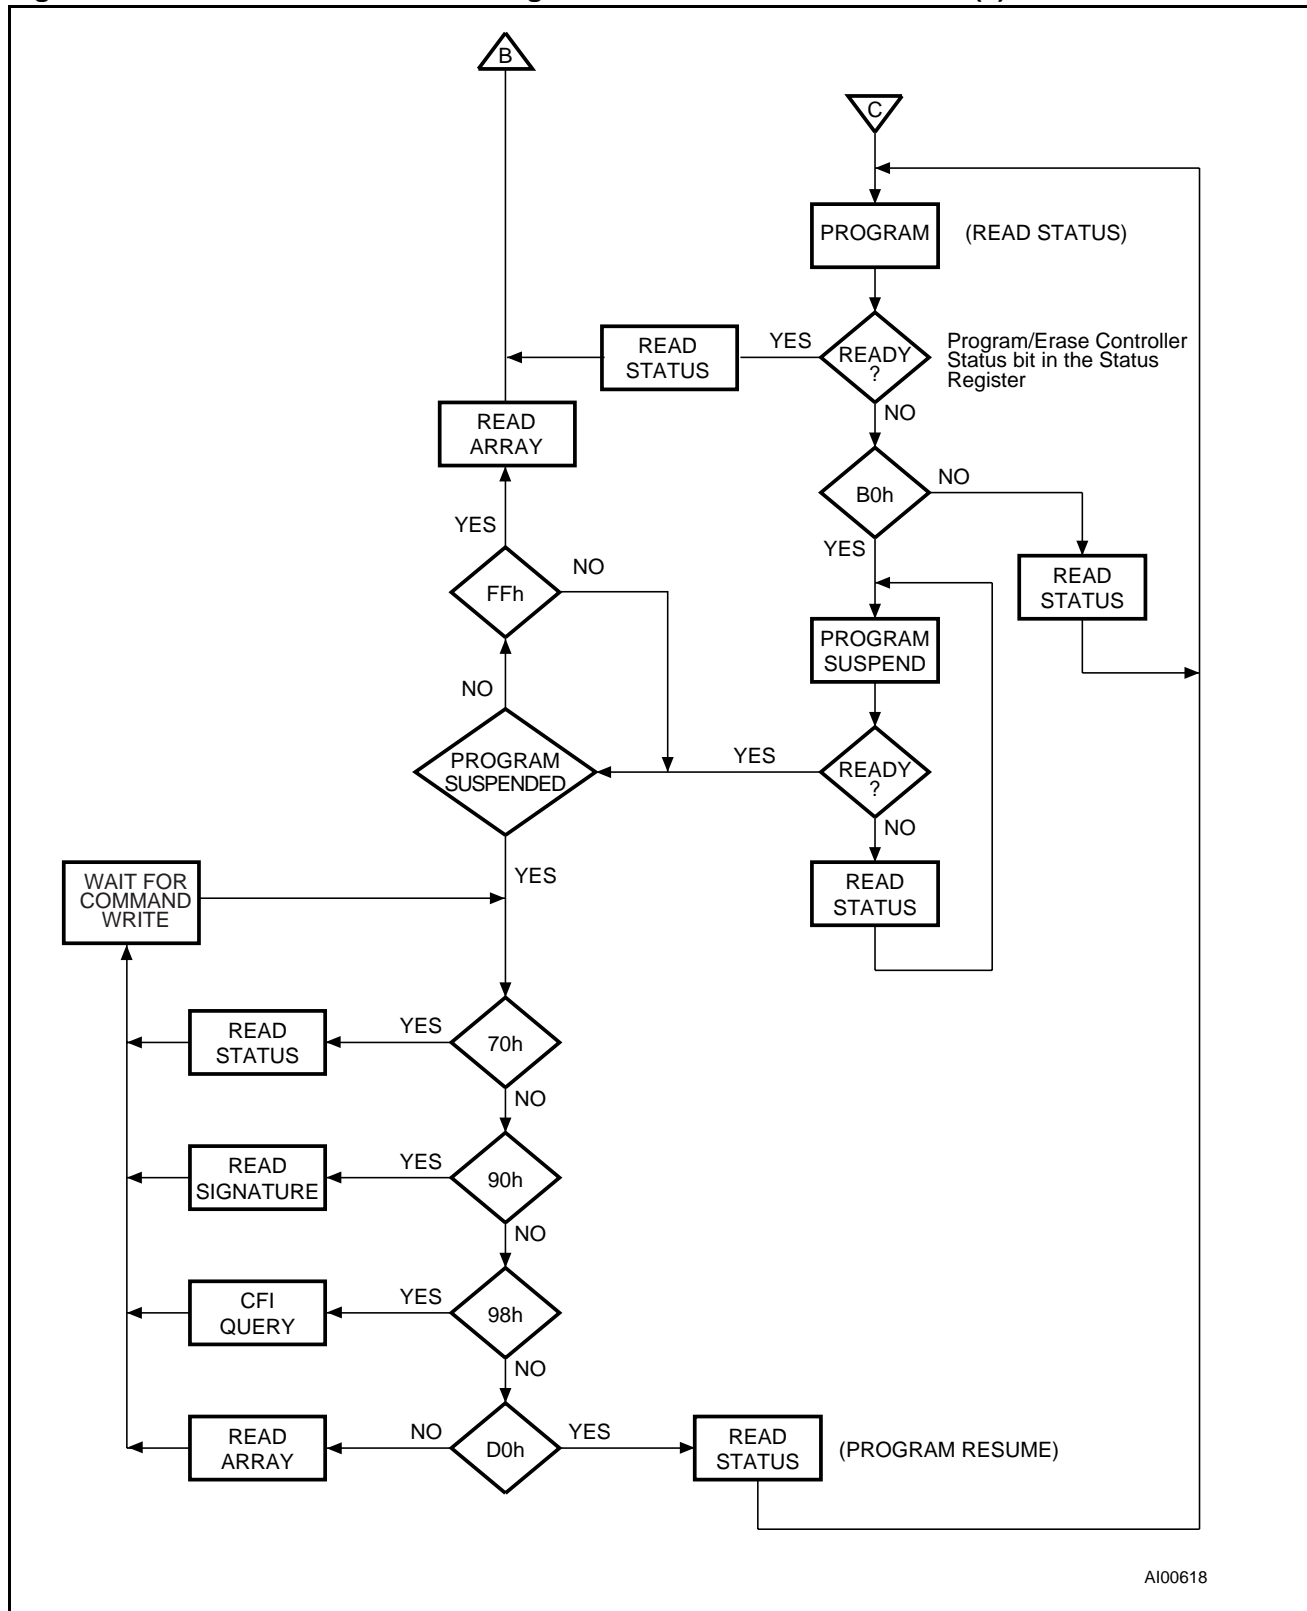 B
C
PROGRAM
(READ STATUS)
READ
STATUS
YES
READY
?
Program/Erase Controller
Status bit in the Status
Register
NO
READ
ARRAY
B0h
NO
YES
YES
FFh
NO
READ
STATUS
PROGRAM
SUSPEND
NO
PROGRAM
SUSPENDED
YES
READY
?
NO
YES
WAIT FOR
COMMAND
WRITE
READ
STATUS
READ
STATUS
YES
70h
NO
READ
SIGNATURE
YES
90h
NO
CFI
QUERY
YES
98h
NO
READ
ARRAY
NO
D0h
YES
READ
STATUS
(PROGRAM RESUME)
AI00618